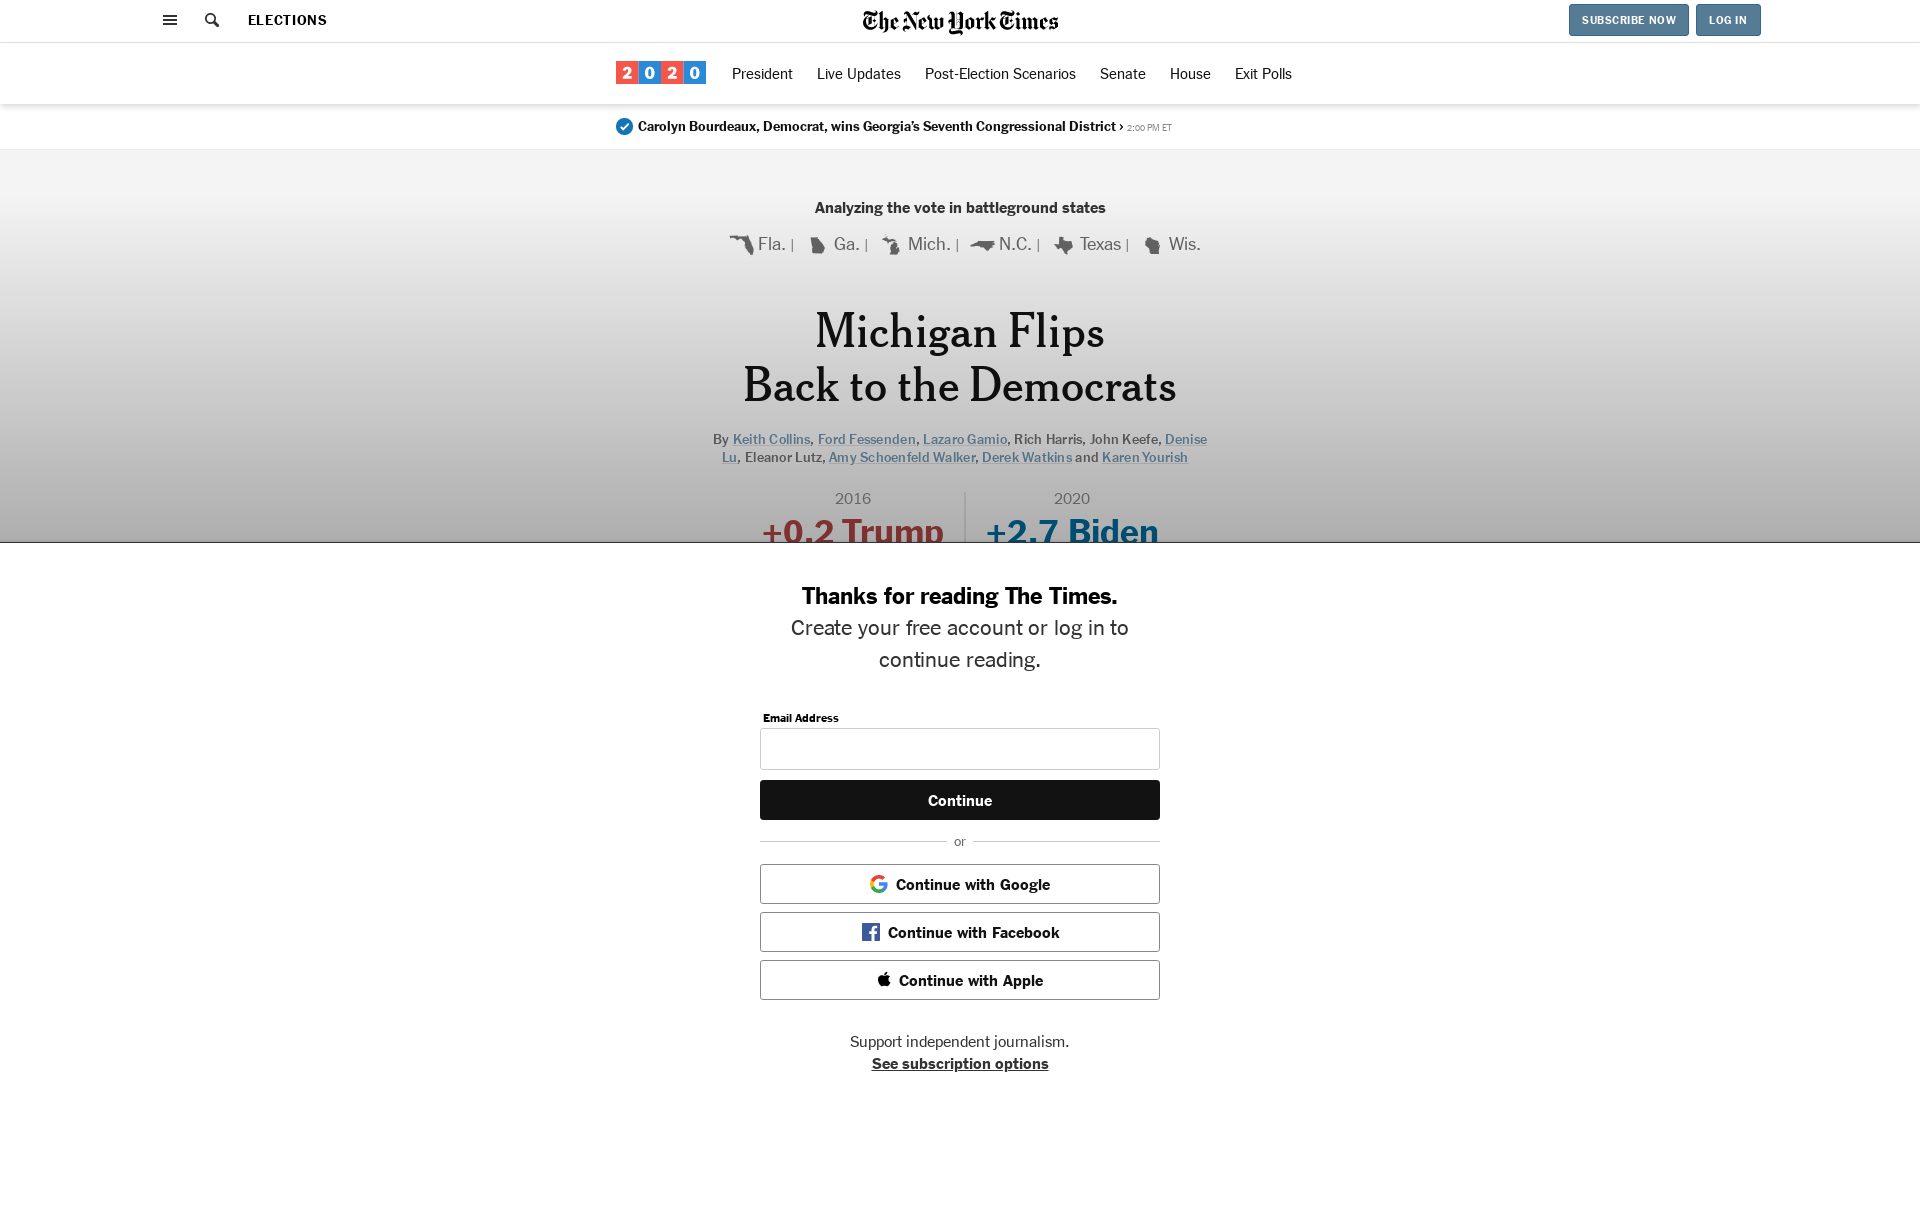 ELECTIONS
The New York Times
SUBSCRIBE NOW
LOG IN
2020
President
Live Updates
Post-Election Scenarios
Senate
House
Exit Polls
Carolyn Bourdeaux, Democrat, wins Georgia's Seventh Congressional District › 2:00 PM ET
Analyzing the vote in battleground states
Fla. | Ga. | Mich. | N.C. | Texas | Wis.
Michigan Flips
Back to the Democrats
By Keith Collins, Ford Fessenden, Lazaro Gamio, Rich Harris, John Keefe, Denise
Lu, Eleanor Lutz, Amy Schoenfeld Walker, Derek Watkins and Karen Yourish
2016
2020
+0.2 Trump
+2.7 Biden
Thanks for reading The Times.
Create your free account or log in to
continue reading.
Email Address
Continue
or
Continue with Google
Continue with Facebook
Continue with Apple
Support independent journalism.
See subscription options